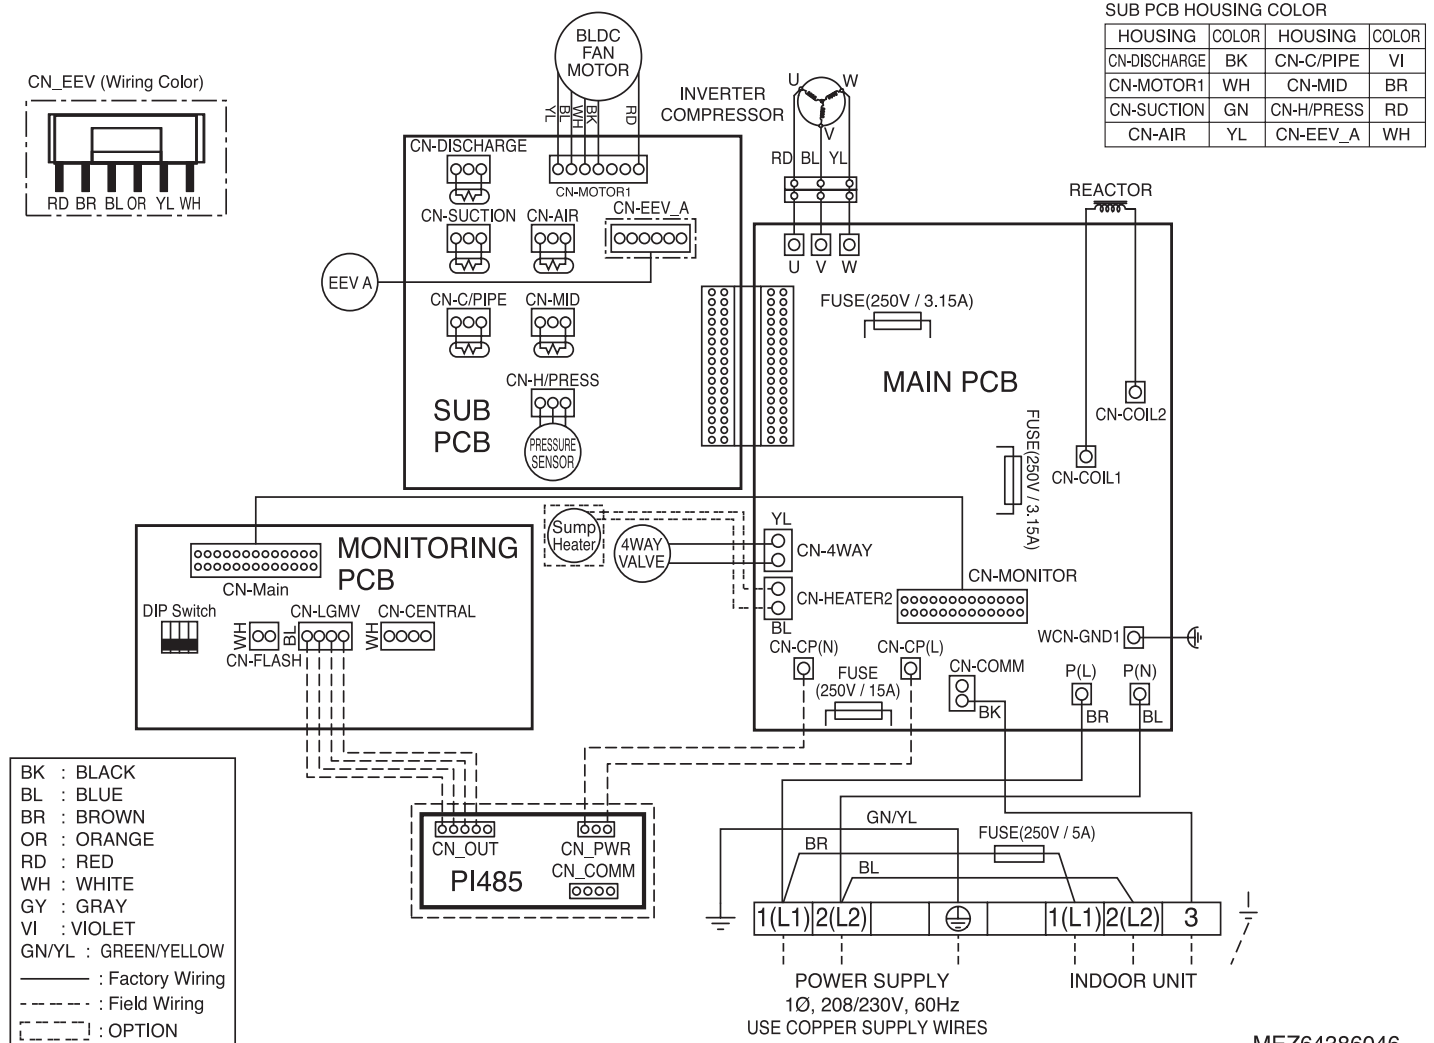 SUB PCB HOUSING COLOR
HOUSING COLOR HOUSING COLOR
CN-DISCHARGE BK CN-C/PIPE VI
CN-MOTOR1 WH CN-MID BR
CN-SUCTION GN CN-H/PRESS RD
CN-AIR YL CN-EEV_A WH
CN_EEV (Wiring Color)
RD BR BL OR YL WH
BLDC
FAN
MOTOR
YL BL WH BK RD
INVERTER
COMPRESSOR
U W
V
RD BL YL
REACTOR
CN-DISCHARGE
CN-MOTOR1
CN-SUCTION CN-AIR CN-EEV_A
EEV A
CN-C/PIPE CN-MID
CN-H/PRESS
SUB
PCB
PRESSURE
SENSOR
U V W
FUSE(250V / 3.15A)
MAIN PCB
CN-COIL2
FUSE(250V / 3.15A)
CN-COIL1
Sump
Heater
4WAY
VALVE
YL
CN-4WAY
CN-HEATER2
BL
CN-MONITOR
WCN-GND1
CN-CP(N) CN-CP(L)
FUSE
(250V / 15A)
CN-COMM
BK
P(L) P(N)
BR BL
MONITORING
PCB
CN-Main
DIP Switch
CN-LGMV CN-CENTRAL
WH BL WH
CN-FLASH
CN_OUT CN_PWR
CN_COMM
PI485
BK : BLACK
BL : BLUE
BR : BROWN
OR : ORANGE
RD : RED
WH : WHITE
GY : GRAY
VI : VIOLET
GN/YL : GREEN/YELLOW
: Factory Wiring
: Field Wiring
: OPTION
GN/YL
FUSE(250V / 5A)
BR
BL
1(L1) 2(L2) 1(L1) 2(L2) 3
POWER SUPPLY
1Ø, 208/230V, 60Hz
USE COPPER SUPPLY WIRES
INDOOR UNIT